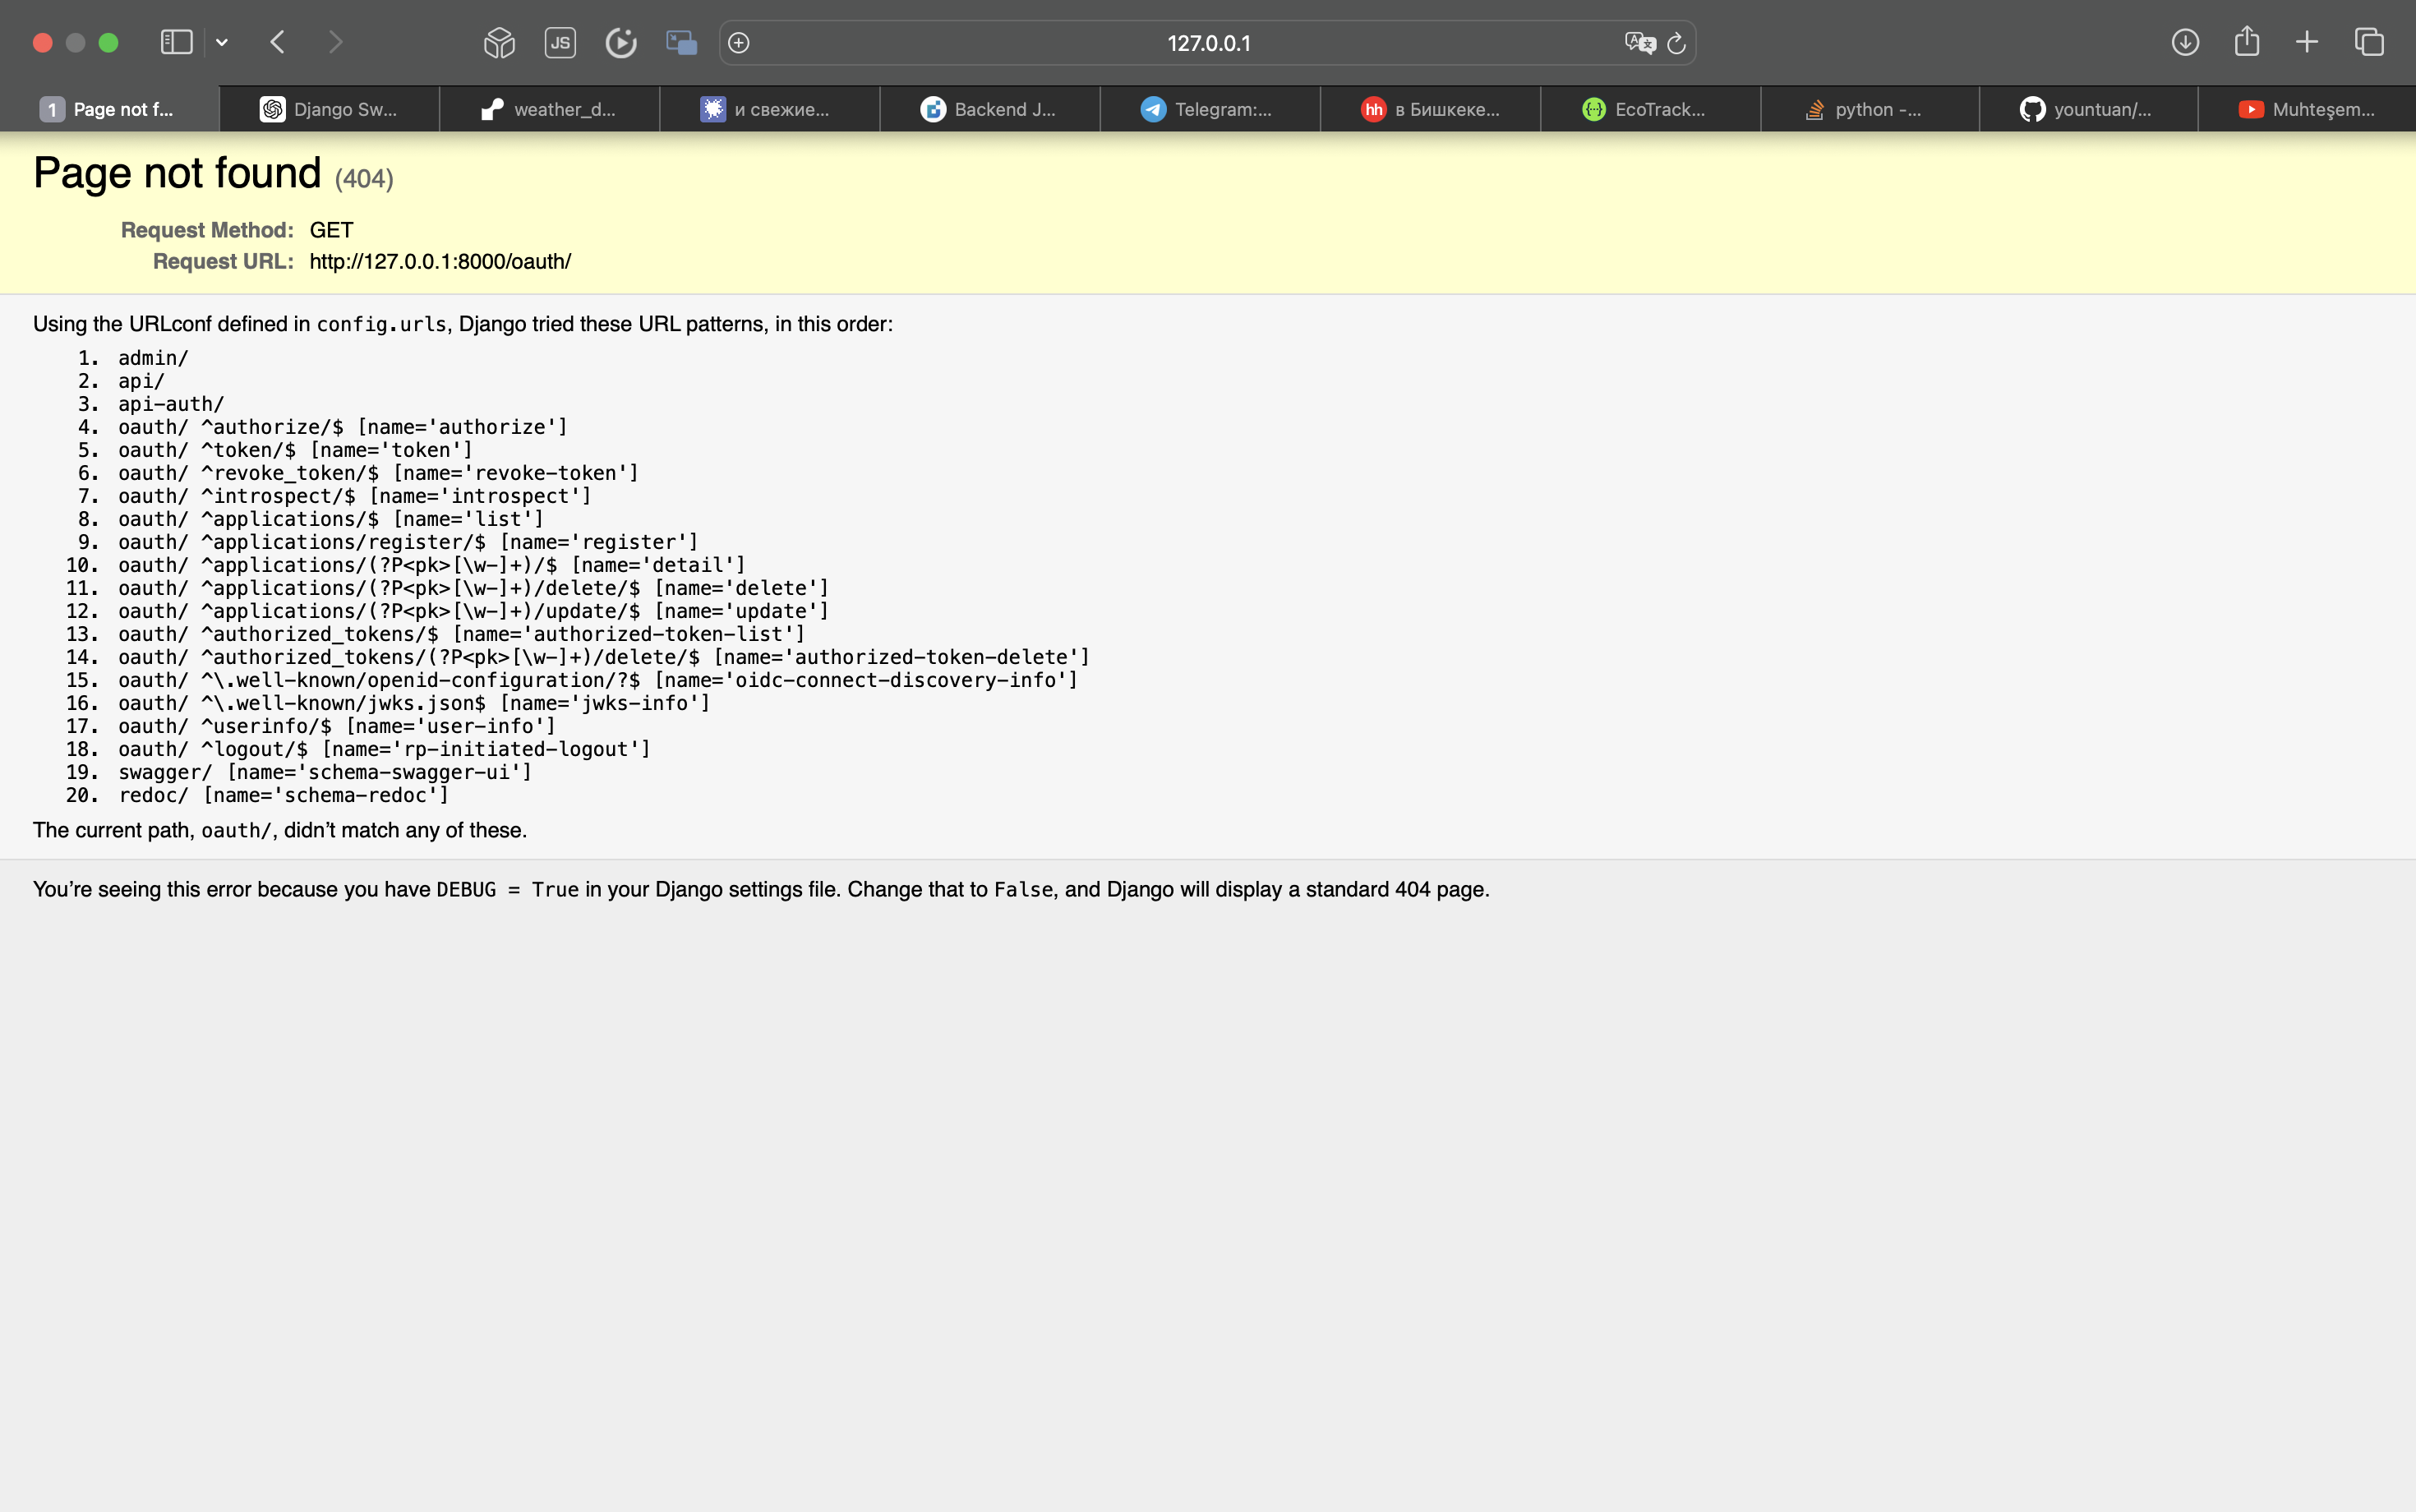 JS
127.0.0.1
1 Page not f...
Django Sw...
weather_d...
и свежие...
Backend J...
Telegram:...
hh в Бишкеке...
{··} EcoTrack...
python -...
yountuan/...
Muhteşem...
Page not found (404)
Request Method: GET
Request URL: http://127.0.0.1:8000/oauth/
Using the URLconf defined in config.urls, Django tried these URL patterns, in this order:
1. admin/
2. api/
3. api-auth/
4. oauth/ ^authorize/$ [name='authorize']
5. oauth/ ^token/$ [name='token']
6. oauth/ ^revoke_token/$ [name='revoke-token']
7. oauth/ ^introspect/$ [name='introspect']
8. oauth/ ^applications/$ [name='list']
9. oauth/ ^applications/register/$ [name='register']
10. oauth/ ^applications/(?P<pk>[\w-]+)/$ [name='detail']
11. oauth/ ^applications/(?P<pk>[\w-]+)/delete/$ [name='delete']
12. oauth/ ^applications/(?P<pk>[\w-]+)/update/$ [name='update']
13. oauth/ ^authorized_tokens/$ [name='authorized-token-list']
14. oauth/ ^authorized_tokens/(?P<pk>[\w-]+)/delete/$ [name='authorized-token-delete']
15. oauth/ ^\.well-known/openid-configuration/?$ [name='oidc-connect-discovery-info']
16. oauth/ ^\.well-known/jwks.json$ [name='jwks-info']
17. oauth/ ^userinfo/$ [name='user-info']
18. oauth/ ^logout/$ [name='rp-initiated-logout']
19. swagger/ [name='schema-swagger-ui']
20. redoc/ [name='schema-redoc']
The current path, oauth/, didn’t match any of these.
You’re seeing this error because you have DEBUG = True in your Django settings file. Change that to False, and Django will display a standard 404 page.